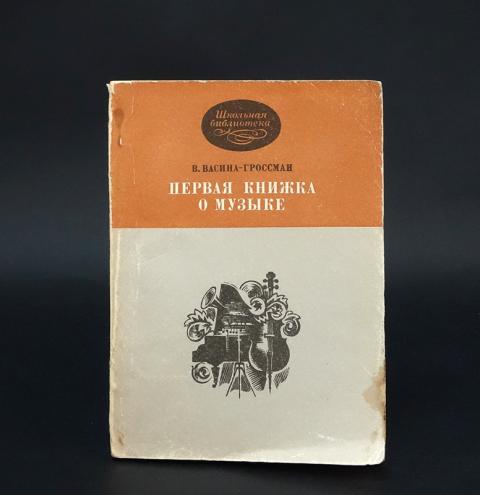 Школьная
библиотека
В. ВАСИНА-ГРОССМАН
ПЕРВАЯ КНИЖКА
О МУЗЫКЕ